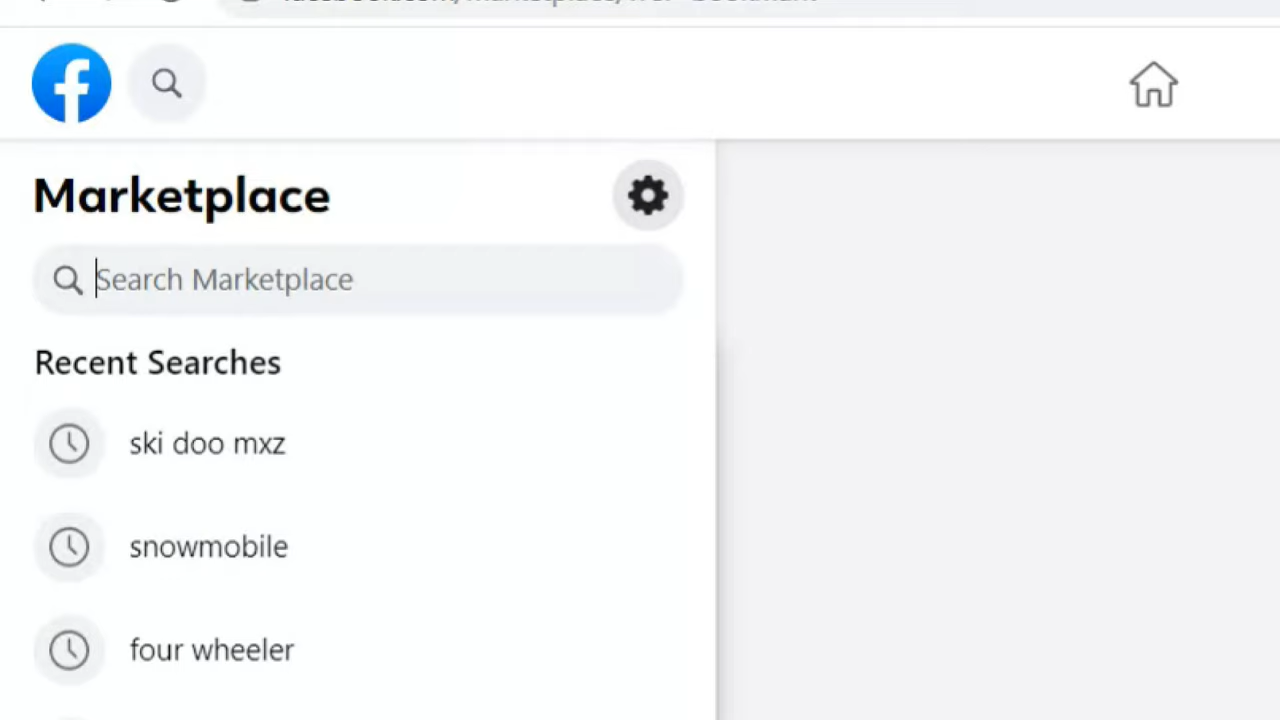 Marketplace
Search Marketplace
Recent Searches
ski doo mxz
snowmobile
four wheeler